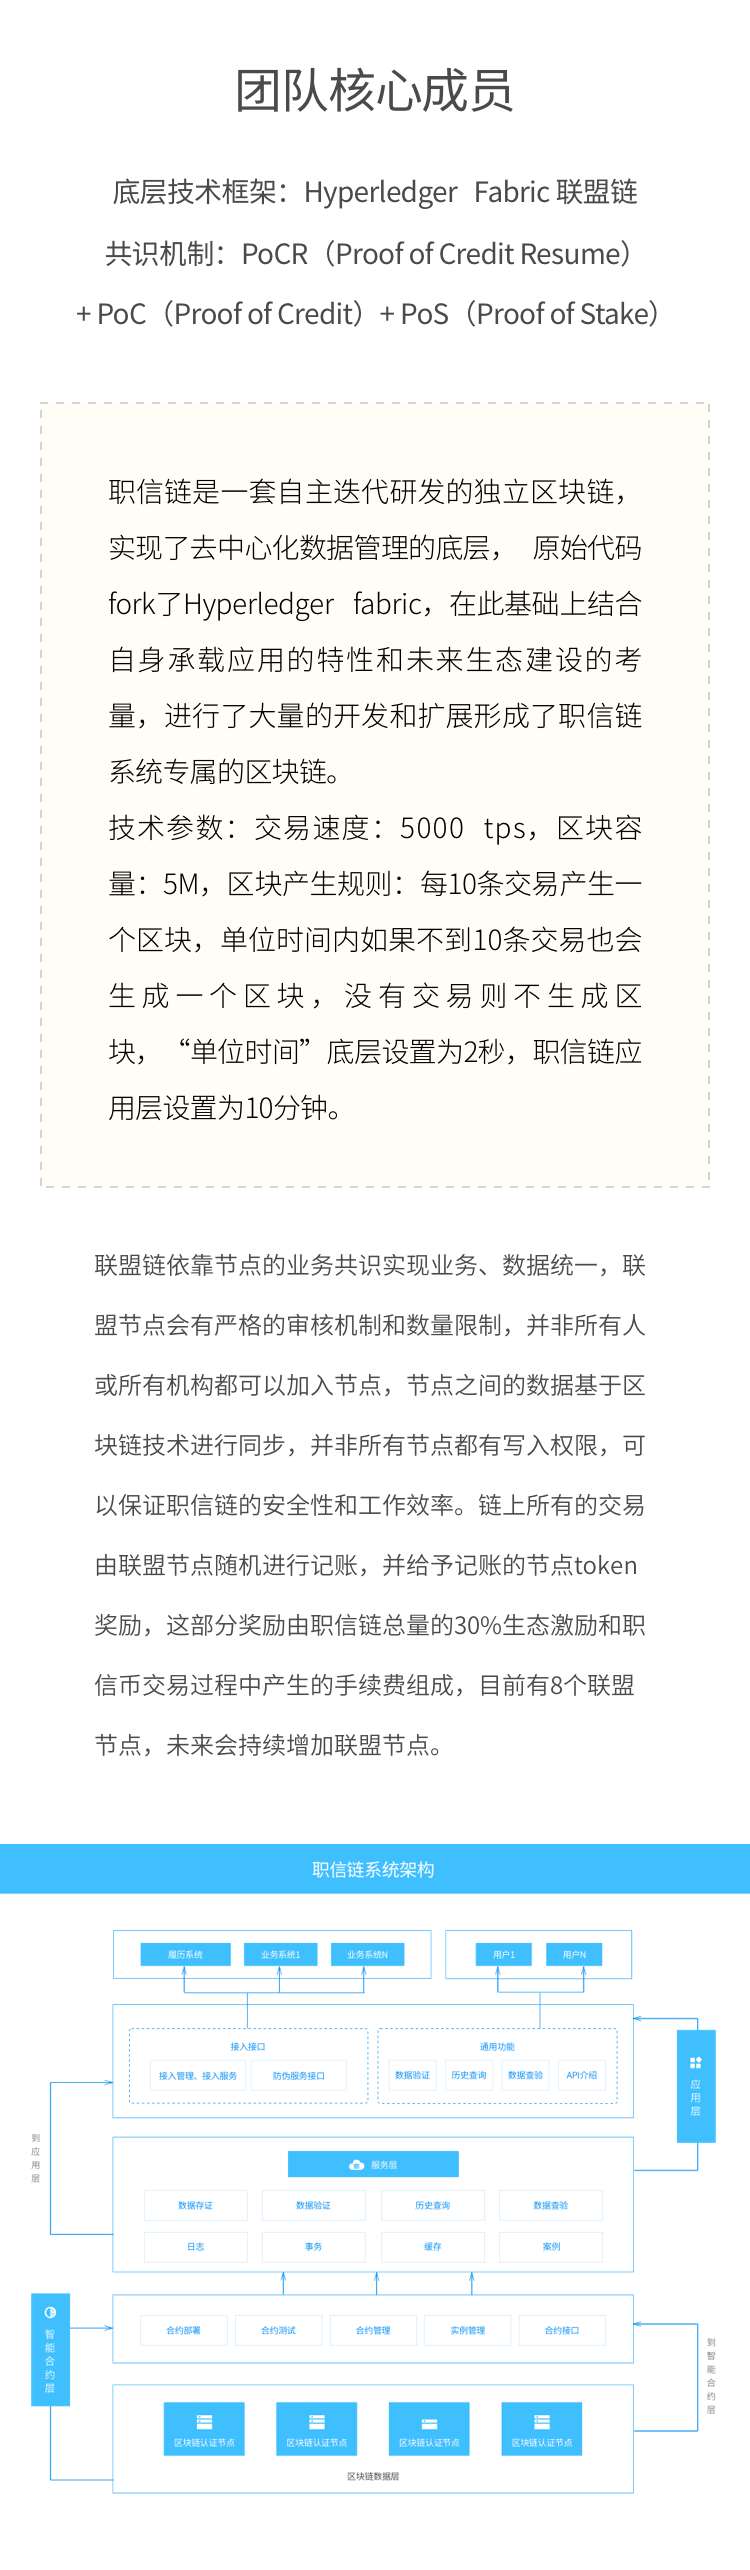 团队核心成员
底层技术框架：Hyperledger Fabric 联盟链
共识机制：PoCR（Proof of Credit Resume）
+ PoC（Proof of Credit）+ PoS（Proof of Stake）
职信链是一套自主迭代研发的独立区块链，
实现了去中心化数据管理的底层， 原始代码
fork了Hyperledger fabric，在此基础上结合
自身承载应用的特性和未来生态建设的考
量，进行了大量的开发和扩展形成了职信链
系统专属的区块链。
技术参数：交易速度：5000 tps，区块容
量：5M，区块产生规则：每10条交易产生一
个区块，单位时间内如果不到10条交易也会
生成一个区块，没有交易则不生成区
块，“单位时间”底层设置为2秒，职信链应
用层设置为10分钟。
联盟链依靠节点的业务共识实现业务、数据统一，联
盟节点会有严格的审核机制和数量限制，并非所有人
或所有机构都可以加入节点，节点之间的数据基于区
块链技术进行同步，并非所有节点都有写入权限，可
以保证职信链的安全性和工作效率。链上所有的交易
由联盟节点随机进行记账，并给予记账的节点token
奖励，这部分奖励由职信链总量的30%生态激励和职
信币交易过程中产生的手续费组成，目前有8个联盟
节点，未来会持续增加联盟节点。
职信链系统架构
履历系统 业务系统1 业务系统N 用户1 用户N
接入接口 通用功能
接入管理、接入服务 防伪服务接口 数据验证 历史查询 数据查验 API介绍
应用层
到应用层
服务层
数据存证 数据验证 历史查询 数据查验
日志 事务 缓存 案例
智能合约层
合约部署 合约测试 合约管理 实例管理 合约接口
到智能合约层
区块链认证节点 区块链认证节点 区块链认证节点 区块链认证节点
区块链数据层